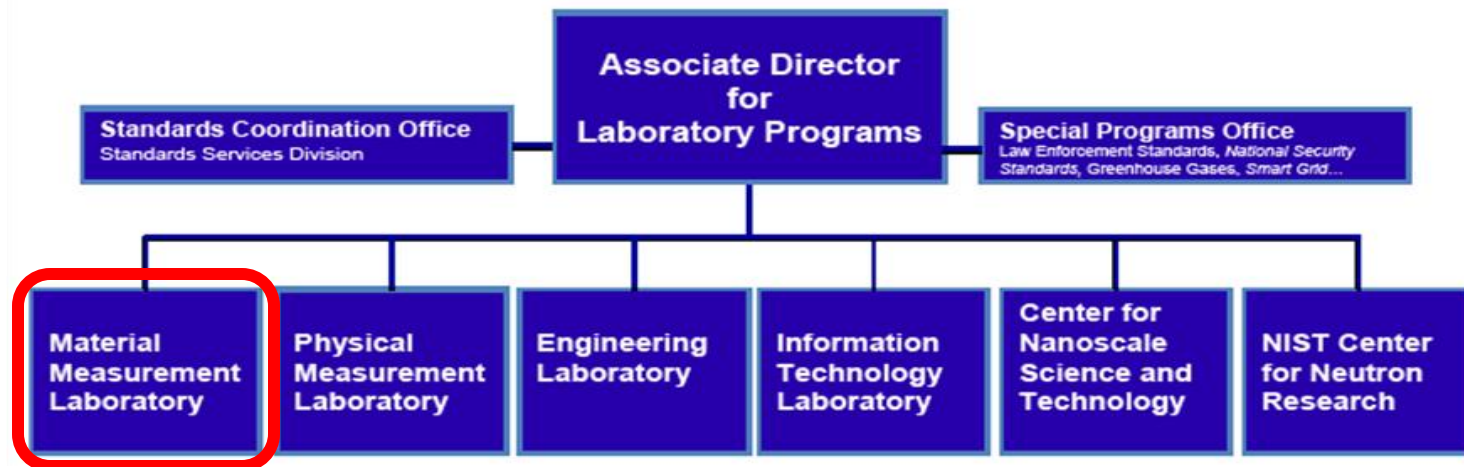 Associate Director
for
Laboratory Programs
Standards Coordination Office
Standards Services Division
Special Programs Office
Law Enforcement Standards, National Security
Standards, Greenhouse Gases, Smart Grid...
Material
Measurement
Laboratory
Physical
Measurement
Laboratory
Engineering
Laboratory
Information
Technology
Laboratory
Center for
Nanoscale
Science and
Technology
NIST Center
for Neutron
Research